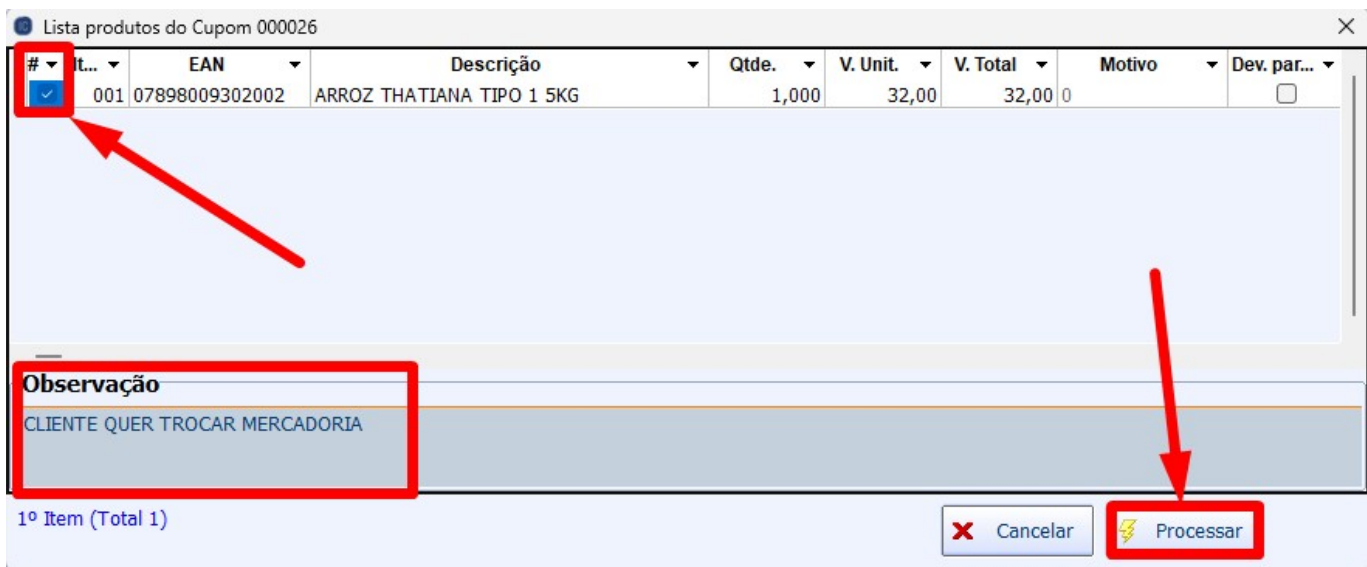 Lista produtos do Cupom 000026
# It... EAN Descrição Qtde. V. Unit. V. Total Motivo Dev. par...
001 07898009302002 ARROZ THATIANA TIPO 1 5KG 1,000 32,00 32,00 0
Observação
CLIENTE QUER TROCAR MERCADORIA
1º Item (Total 1)
Cancelar
Processar